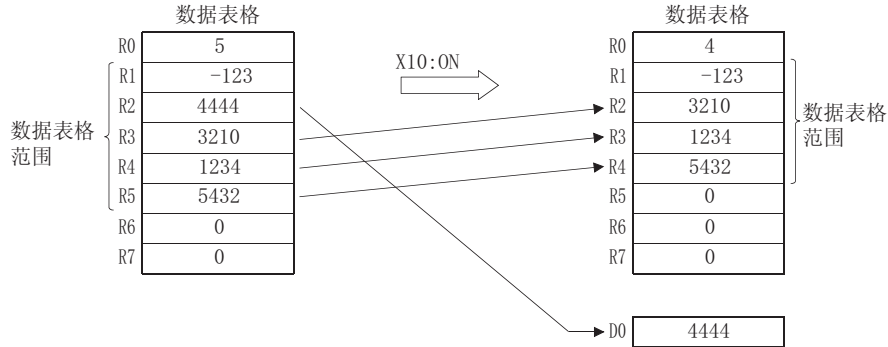 数据表格
R0 5
R1 -123
R2 4444
R3 3210
R4 1234
R5 5432
R6 0
R7 0
数据表格
范围
X10:ON
数据表格
R0 4
R1 -123
R2 3210
R3 1234
R4 5432
R5 0
R6 0
R7 0
数据表格
范围
D0 4444